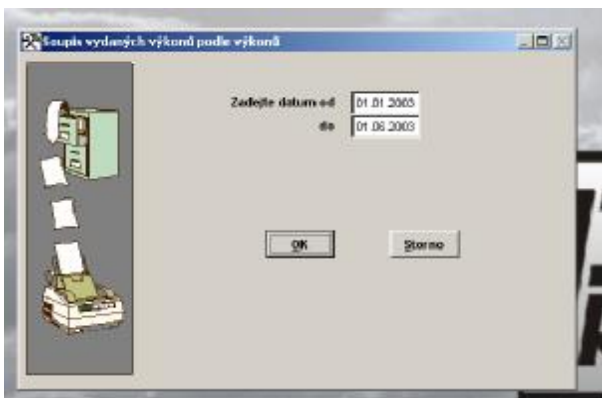 Soupis vydaných výkonů podle výkonů
Zadejte datum od 01.01.2003
do 01.06.2003
OK
Storno